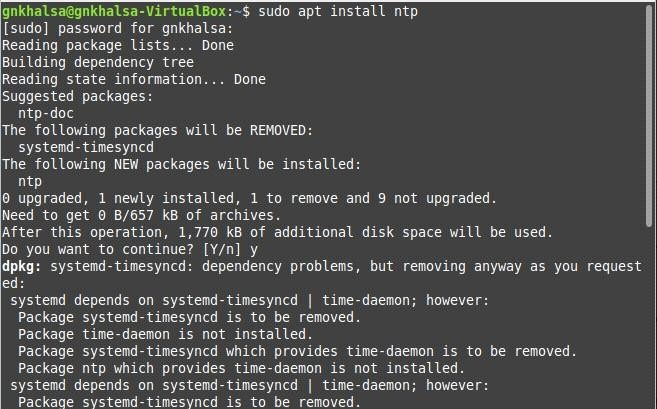 gnkhalsa@gnkhalsa-VirtualBox:~$ sudo apt install ntp
[sudo] password for gnkhalsa:
Reading package lists... Done
Building dependency tree
Reading state information... Done
Suggested packages:
  ntp-doc
The following packages will be REMOVED:
  systemd-timesyncd
The following NEW packages will be installed:
  ntp
0 upgraded, 1 newly installed, 1 to remove and 9 not upgraded.
Need to get 0 B/657 kB of archives.
After this operation, 1,770 kB of additional disk space will be used.
Do you want to continue? [Y/n] y
dpkg: systemd-timesyncd: dependency problems, but removing anyway as you request
ed:
 systemd depends on systemd-timesyncd | time-daemon; however:
  Package systemd-timesyncd is to be removed.
  Package time-daemon is not installed.
  Package systemd-timesyncd which provides time-daemon is to be removed.
  Package ntp which provides time-daemon is not installed.
 systemd depends on systemd-timesyncd | time-daemon; however:
  Package systemd-timesyncd is to be removed.